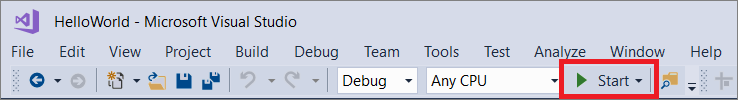 HelloWorld - Microsoft Visual Studio
File Edit View Project Build Debug Team Tools Test Analyze Window Help
Debug Any CPU Start